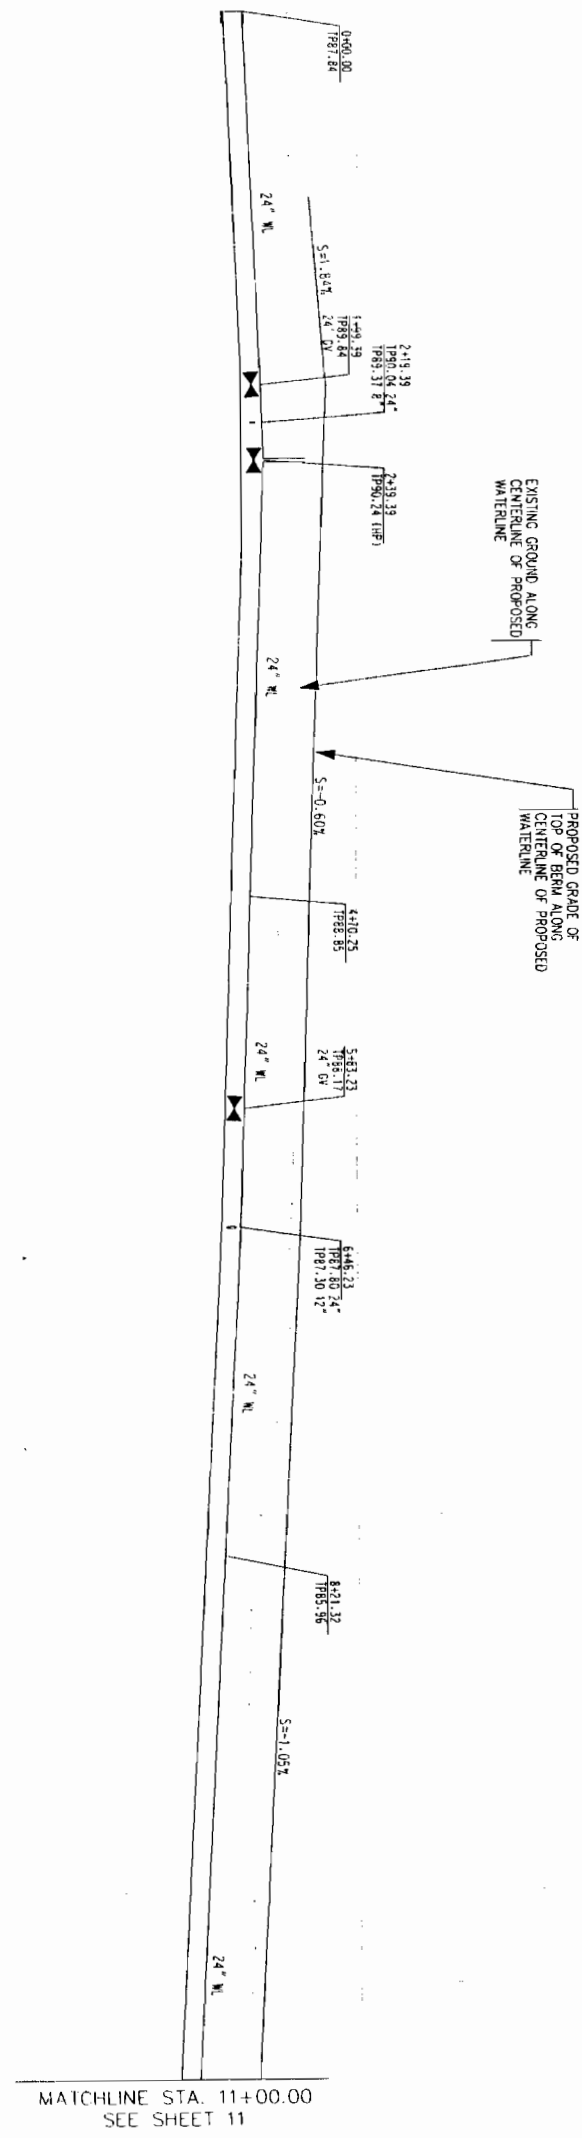 0+00.00
TP87.84
24" WL
S=1.84%
1+99.39
TP89.84
24" GV
2+19.39
TP90.04 24"
TP89.37 8"
2+39.39
TP90.24 (HP)
EXISTING GROUND ALONG
CENTERLINE OF PROPOSED
WATERLINE
24" WL
PROPOSED GRADE OF
TOP OF BERM ALONG
CENTERLINE OF PROPOSED
WATERLINE
S=-0.60%
4+70.25
TP88.85
24" WL
5+83.23
TP88.17
24" GV
6+46.23
TP87.80 24"
TP87.30 12"
24" WL
8+21.32
TP85.96
S=-1.05%
24" WL
MATCHLINE STA. 11+00.00
SEE SHEET 11